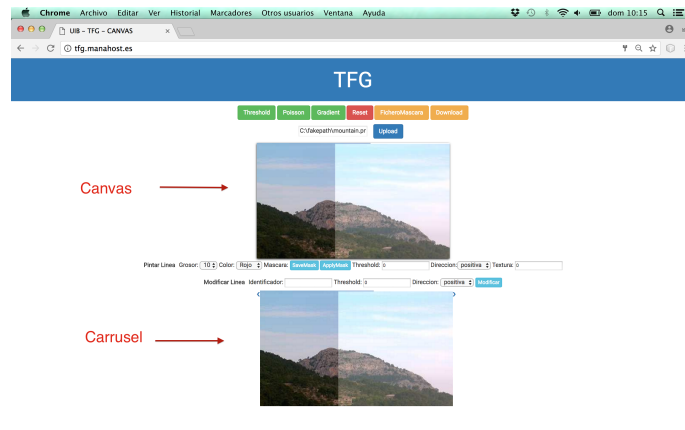 Chrome Archivo Editar Ver Historial Marcadores Otros usuarios Ventana Ayuda dom 10:15
UIB – TFG – CANVAS
tfg.manahost.es
TFG
Threshold Poisson Gradient Reset FicheroMascara Download
C:\fakepath\mountain.pr Upload
Canvas
Pintar Linea Grosor: 10 Color: Rojo Mascara: SaveMask ApplyMask Threshold: 0 Direccion: positiva Textura: 0
Modificar Linea Identificador: Threshold: 0 Direccion: positiva Modificar
Carrusel